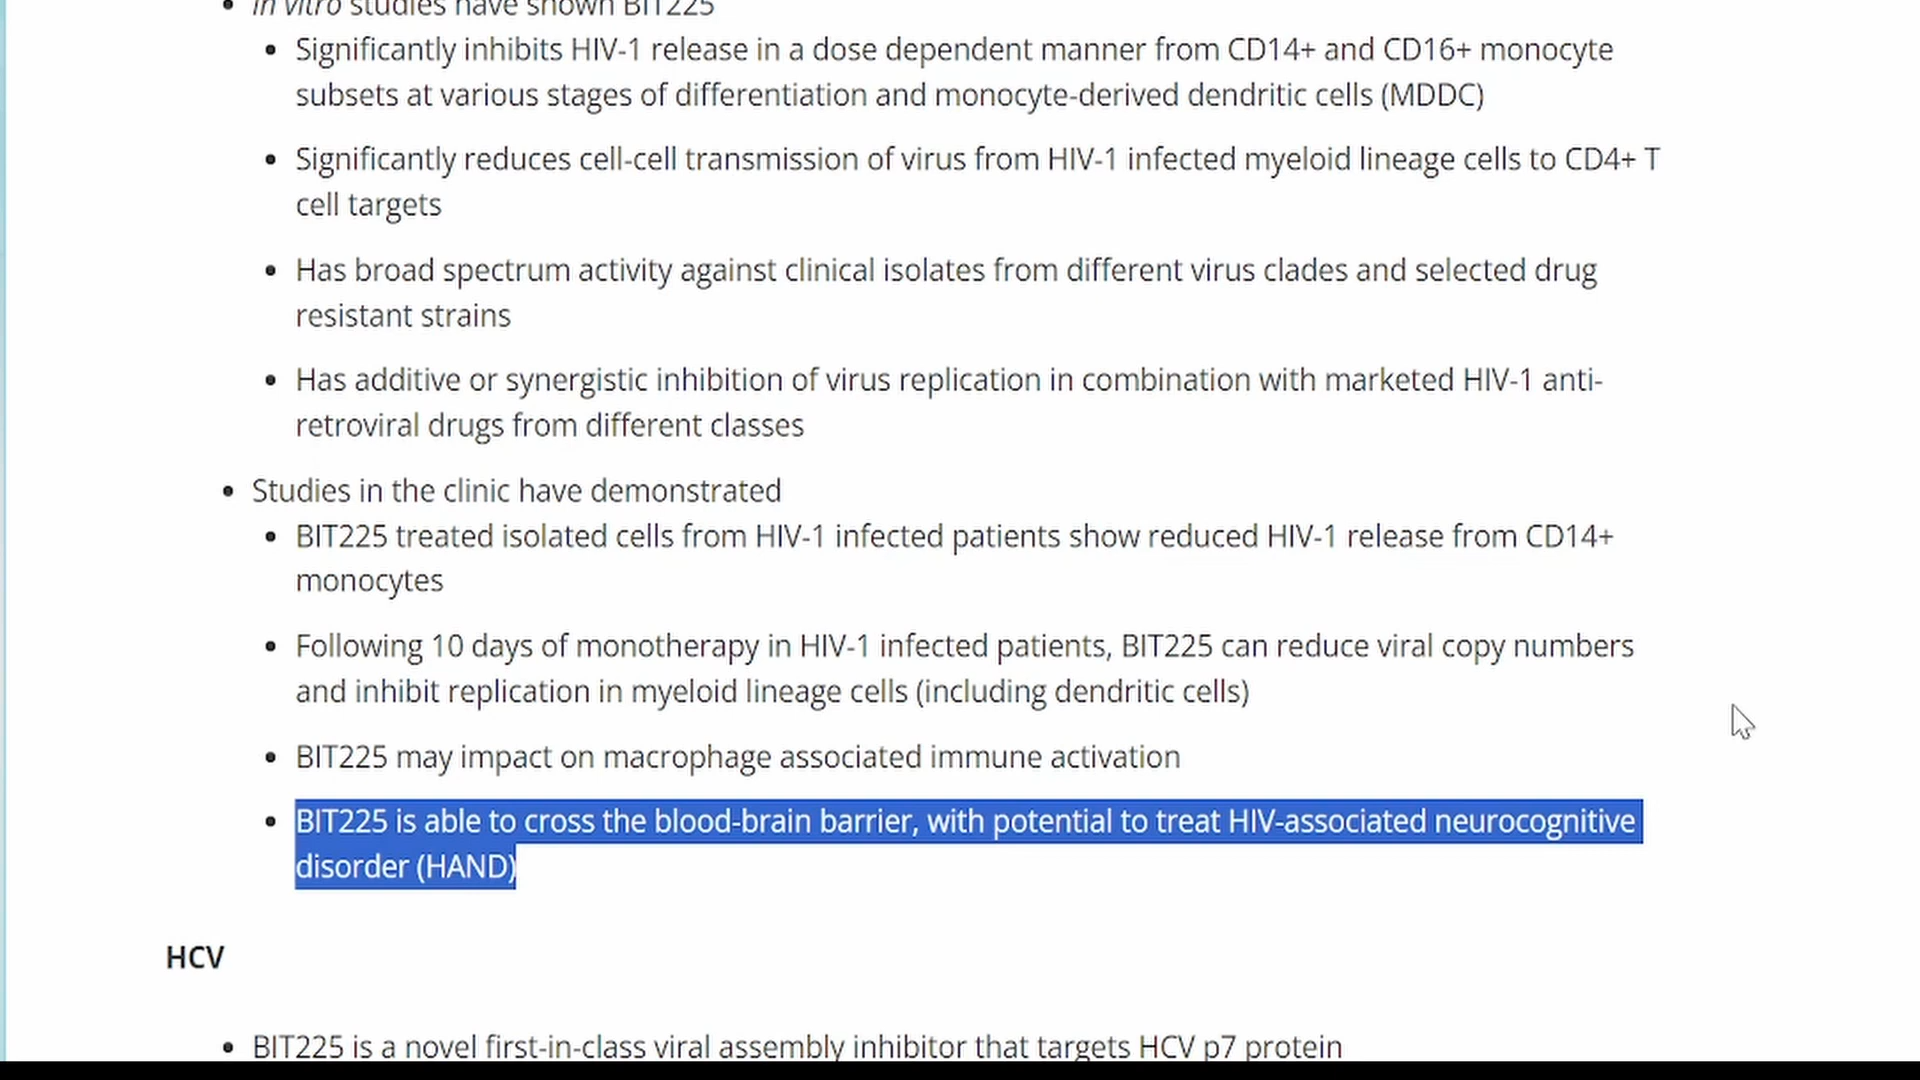 In vitro studies have shown BIT225
Significantly inhibits HIV-1 release in a dose dependent manner from CD14+ and CD16+ monocyte
subsets at various stages of differentiation and monocyte-derived dendritic cells (MDDC)
Significantly reduces cell-cell transmission of virus from HIV-1 infected myeloid lineage cells to CD4+ T
cell targets
Has broad spectrum activity against clinical isolates from different virus clades and selected drug
resistant strains
Has additive or synergistic inhibition of virus replication in combination with marketed HIV-1 anti-
retroviral drugs from different classes
Studies in the clinic have demonstrated
BIT225 treated isolated cells from HIV-1 infected patients show reduced HIV-1 release from CD14+
monocytes
Following 10 days of monotherapy in HIV-1 infected patients, BIT225 can reduce viral copy numbers
and inhibit replication in myeloid lineage cells (including dendritic cells)
BIT225 may impact on macrophage associated immune activation
BIT225 is able to cross the blood-brain barrier, with potential to treat HIV-associated neurocognitive
disorder (HAND)
HCV
BIT225 is a novel first-in-class viral assembly inhibitor that targets HCV p7 protein